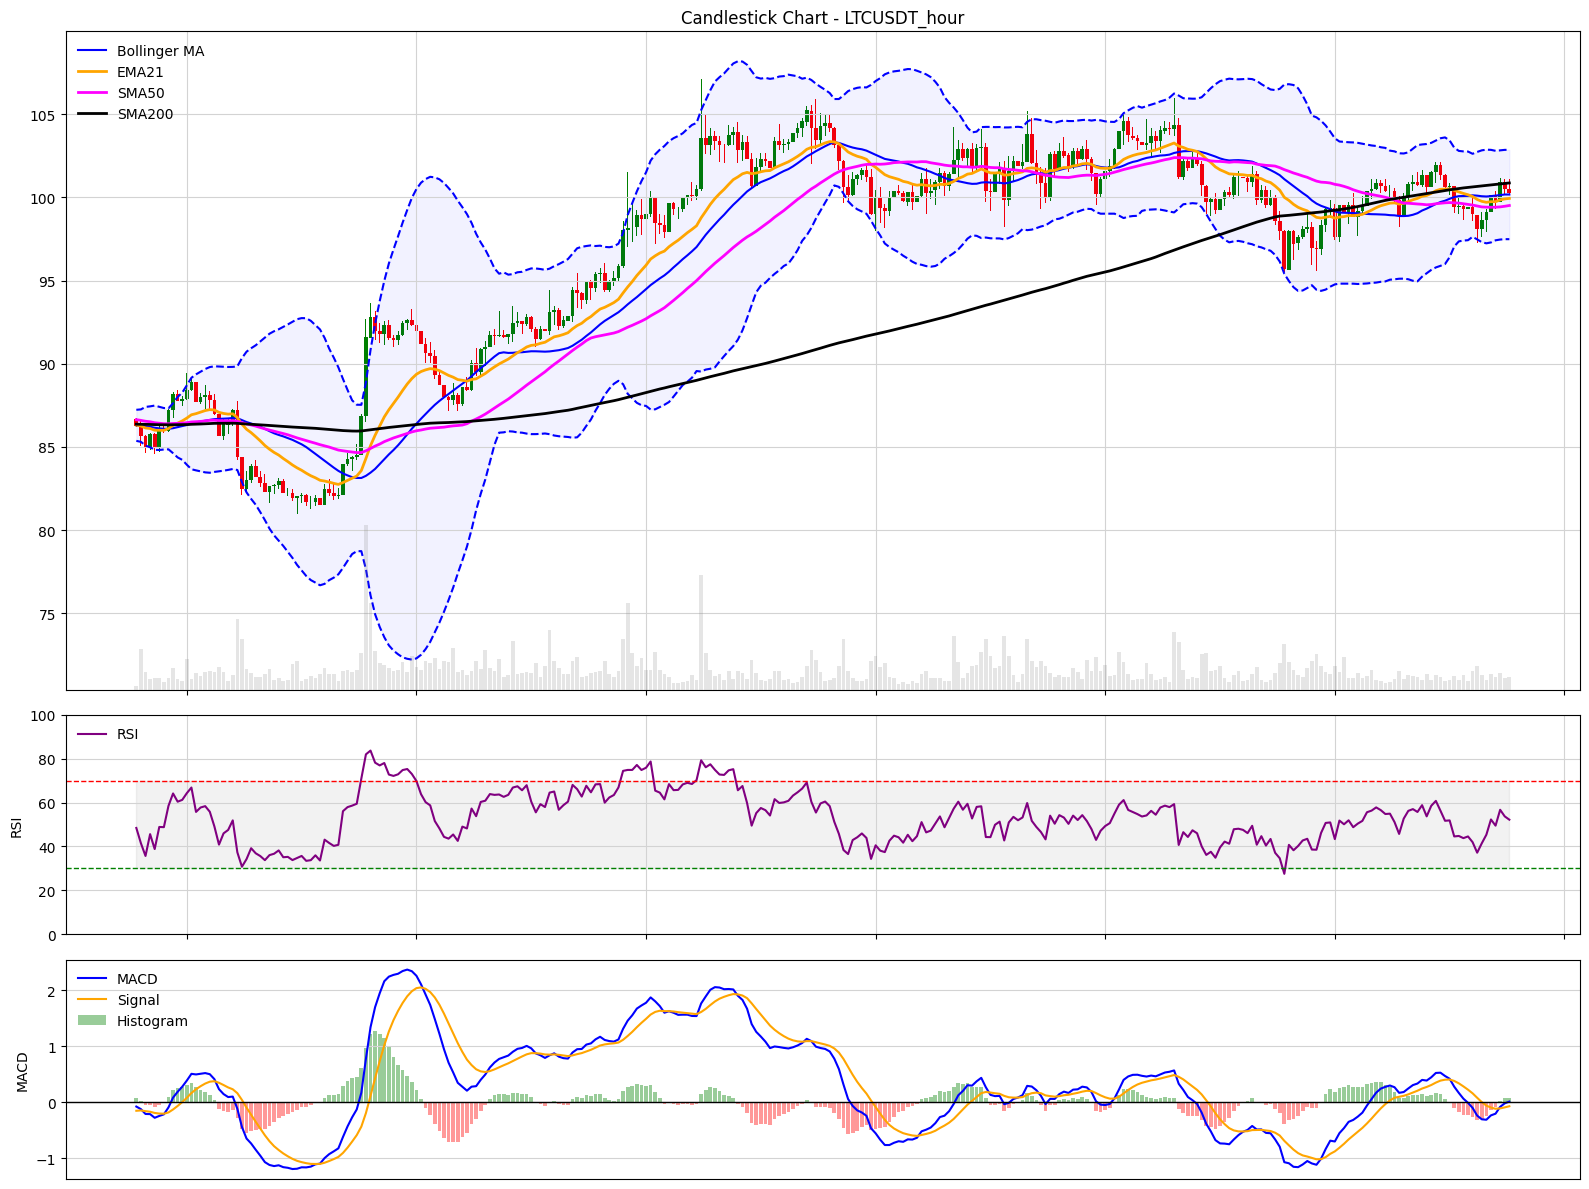 Candlestick Chart - LTCUSDT_hour
Bollinger MA
EMA21
SMA50
SMA200
105
100
95
90
85
80
75
RSI
100
80
60
40
20
0
RSI
MACD
Signal
Histogram
2
1
0
−1
MACD